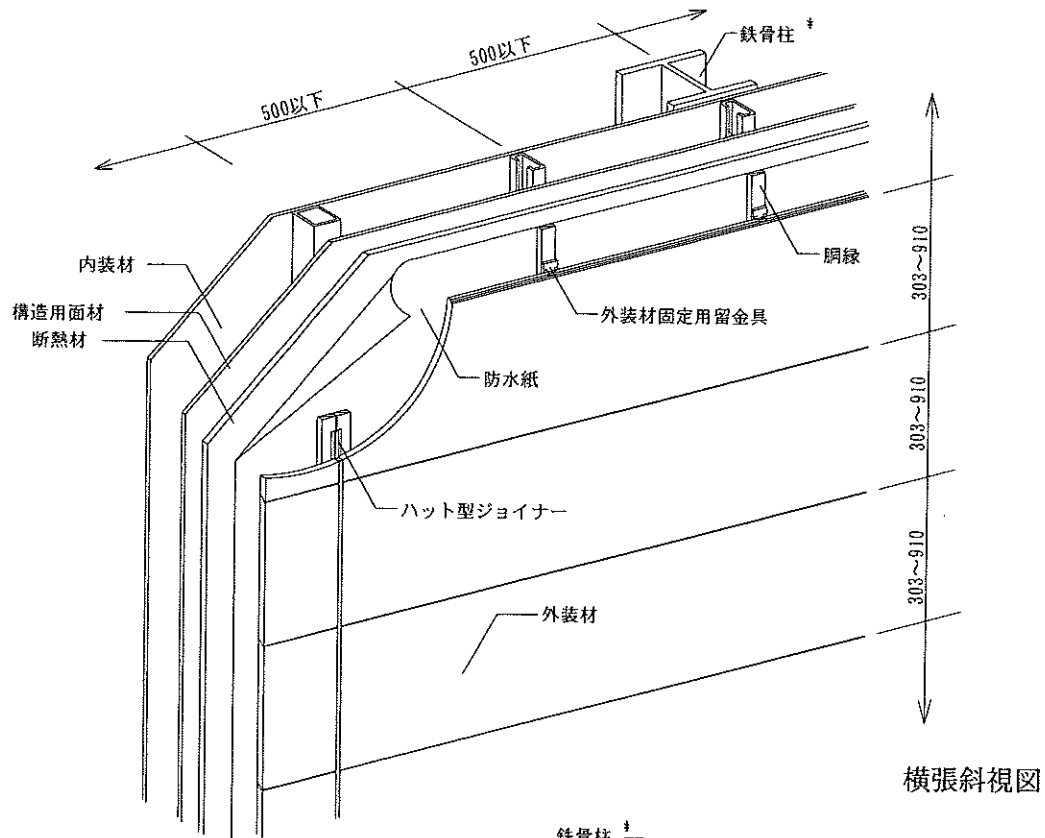 500以下
500以下
鉄骨柱 *
内装材
構造用面材
断熱材
胴縁
外装材固定用留金具
防水紙
ハット型ジョイナー
外装材
303~910
303~910
303~910
横張斜視図
鉄骨柱 *